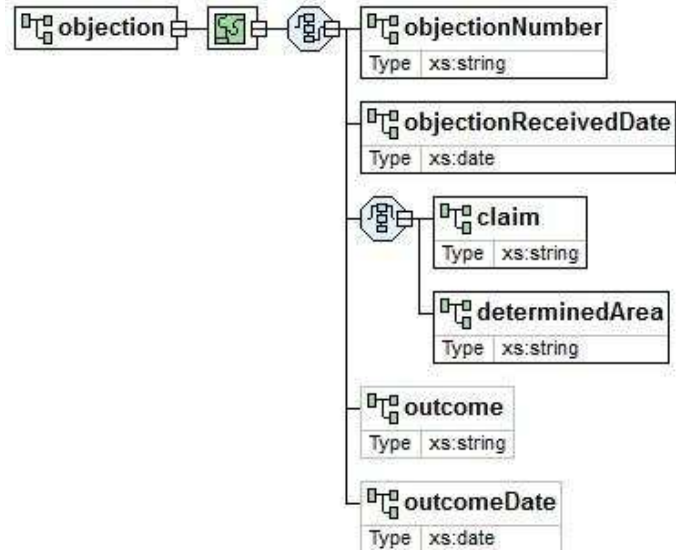 objection
objectionNumber
Type xs:string
objectionReceivedDate
Type xs:date
claim
Type xs:string
determinedArea
Type xs:string
outcome
Type xs:string
outcomeDate
Type xs:date